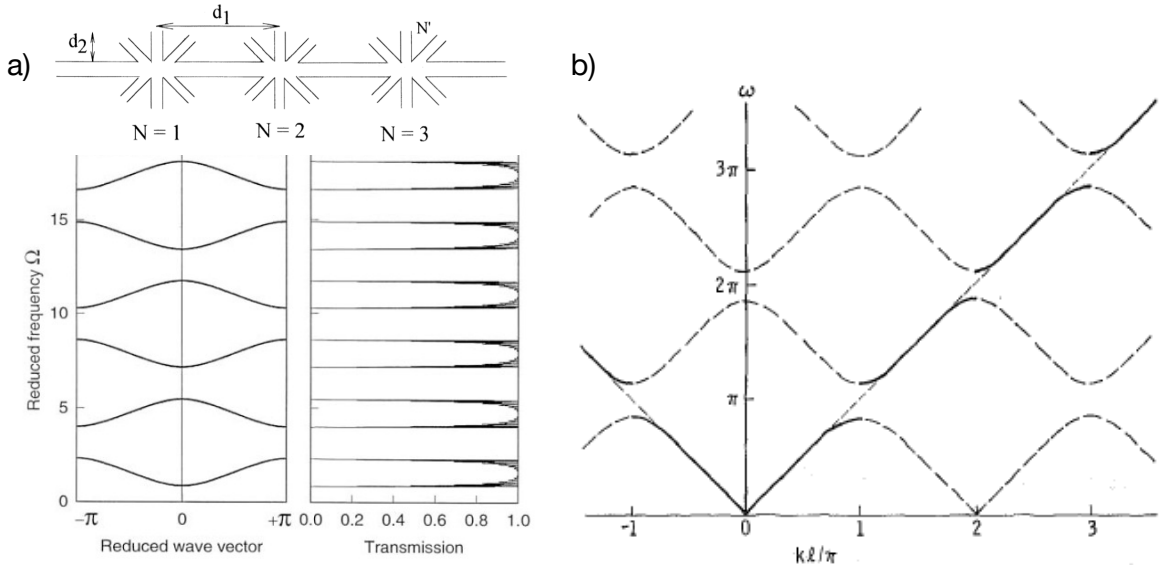 a)
d₁
d₂
N'
N = 1
N = 2
N = 3
Reduced frequency Ω
15
10
5
0
−π
0
+π
0.0
0.2
0.4
0.6
0.8
1.0
Reduced wave vector
Transmission
b)
ω
3π
2π
π
-1
0
1
2
3
kℓ/π